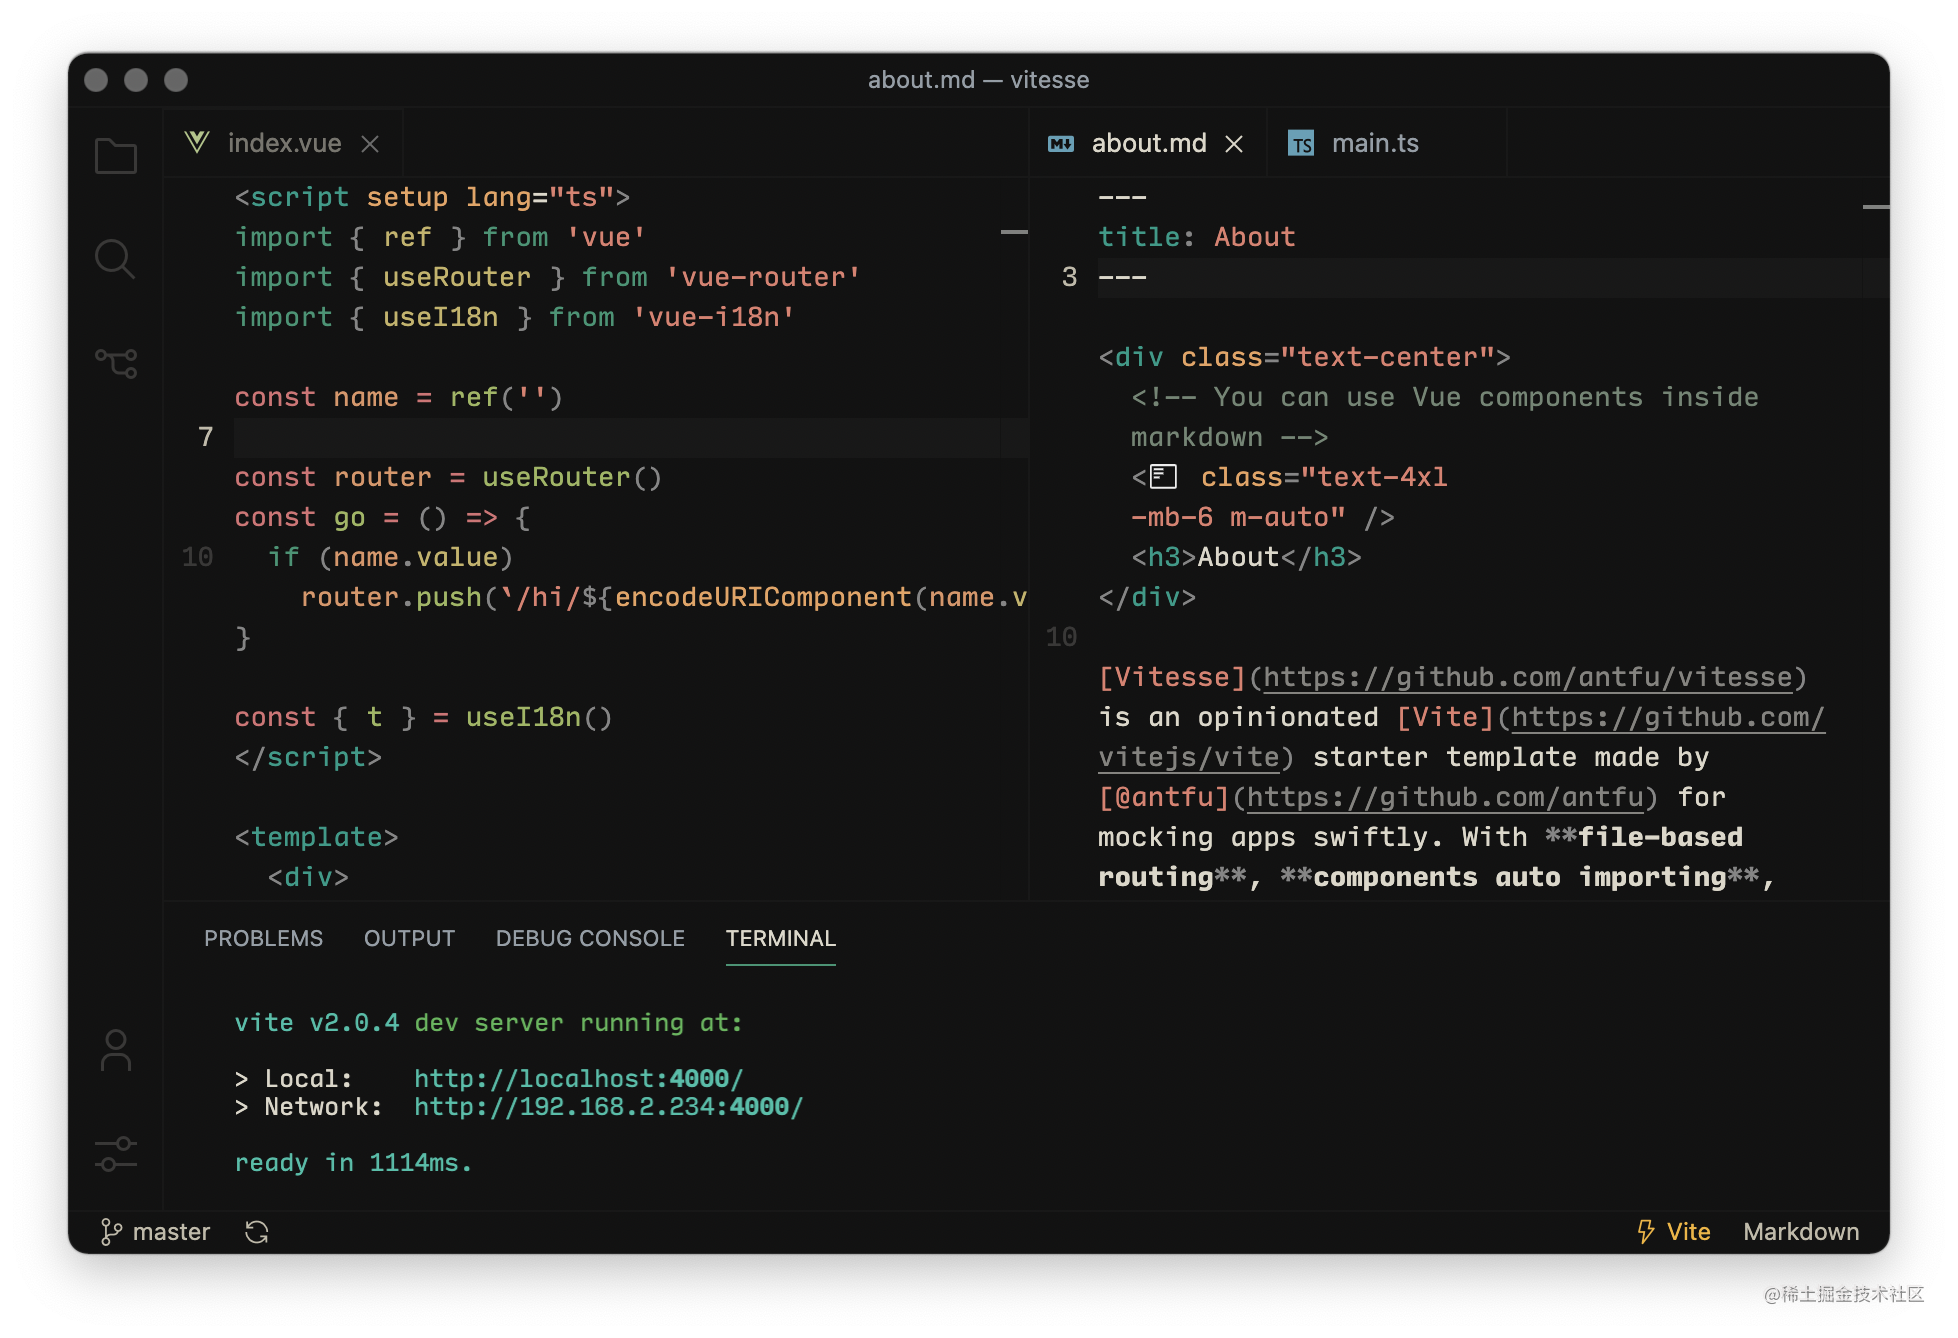 about.md — vitesse
index.vue
<script setup lang="ts">
import { ref } from 'vue'
import { useRouter } from 'vue-router'
import { useI18n } from 'vue-i18n'
const name = ref('')
7
const router = useRouter()
const go = () => {
10 if (name.value)
router.push(`/hi/${encodeURIComponent(name.v
}
const { t } = useI18n()
</script>
<template>
<div>
about.md
main.ts
---
title: About
3 ---
<div class="text-center">
<!-- You can use Vue components inside
markdown -->
< class="text-4xl
-mb-6 m-auto" />
<h3>About</h3>
</div>
10
[Vitesse](https://github.com/antfu/vitesse)
is an opinionated [Vite](https://github.com/
vitejs/vite) starter template made by
[@antfu](https://github.com/antfu) for
mocking apps swiftly. With **file-based
routing**, **components auto importing**,
PROBLEMS OUTPUT DEBUG CONSOLE TERMINAL
vite v2.0.4 dev server running at:
> Local: http://localhost:4000/
> Network: http://192.168.2.234:4000/
ready in 1114ms.
master
Vite Markdown
@稀土掘金技术社区